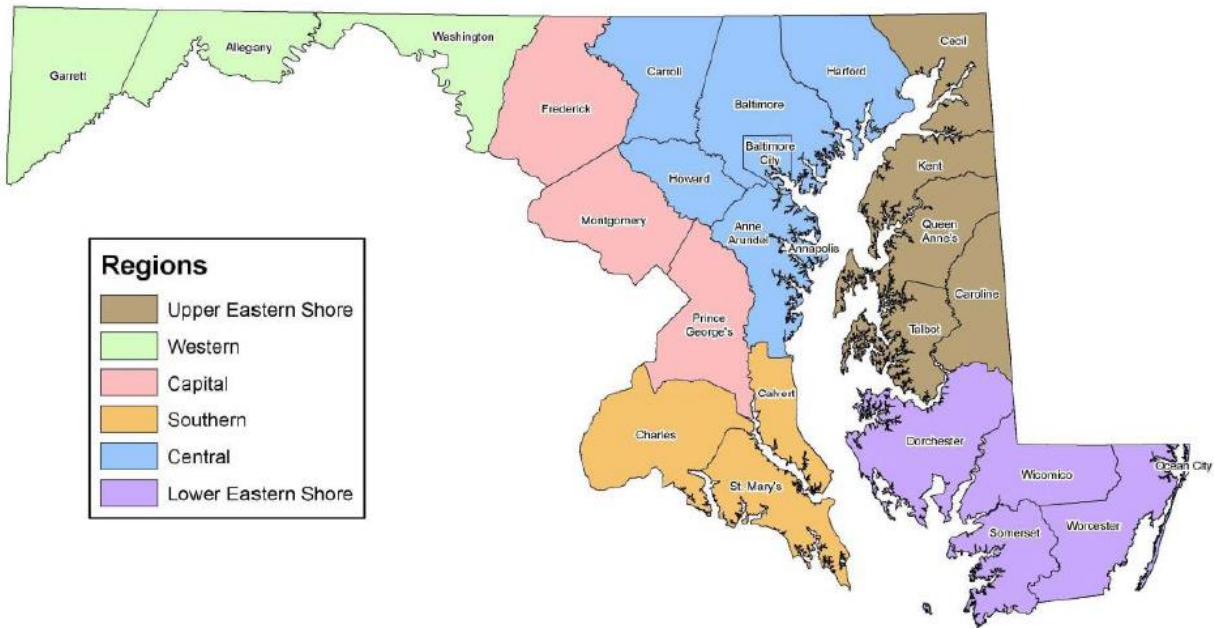 Garrett
Allegany
Washington
Frederick
Carroll
Baltimore
Harford
Cecil
Baltimore
City
Howard
Montgomery
Anne
Arundel
Annapolis
Kent
Queen
Anne's
Caroline
Talbot
Prince
George's
Calvert
Charles
St. Mary's
Dorchester
Wicomico
Ocean City
Somerset
Worcester
Regions
Upper Eastern Shore
Western
Capital
Southern
Central
Lower Eastern Shore